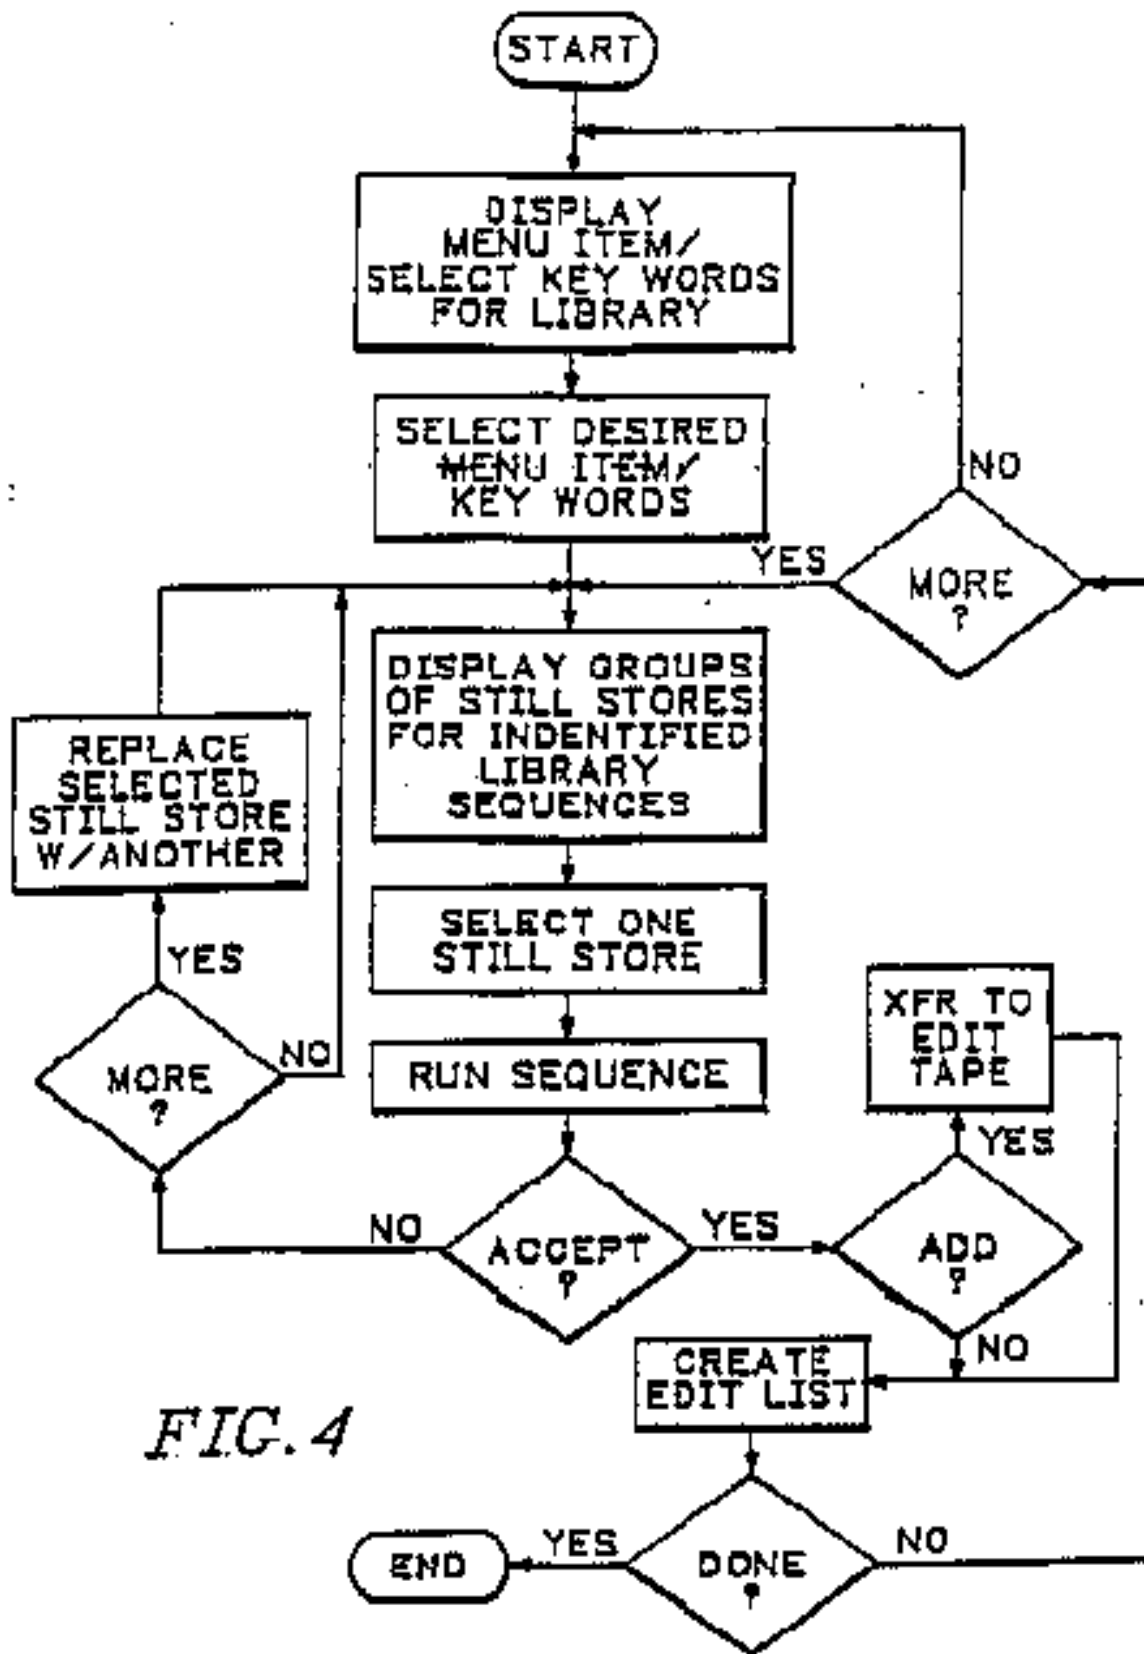 START
DISPLAY
MENU ITEM/
SELECT KEY WORDS
FOR LIBRARY
SELECT DESIRED
MENU ITEM/
KEY WORDS
NO
YES
MORE
?
DISPLAY GROUPS
OF STILL STORES
FOR INDENTIFIED
LIBRARY
SEQUENCES
REPLACE
SELECTED
STILL STORE
W/ANOTHER
YES
SELECT ONE
STILL STORE
XFR TO
EDIT
TAPE
MORE
?
NO
RUN SEQUENCE
YES
NO
ACCEPT
?
YES
ADD
?
NO
CREATE
EDIT LIST
FIG. 4
END
YES
DONE
?
NO